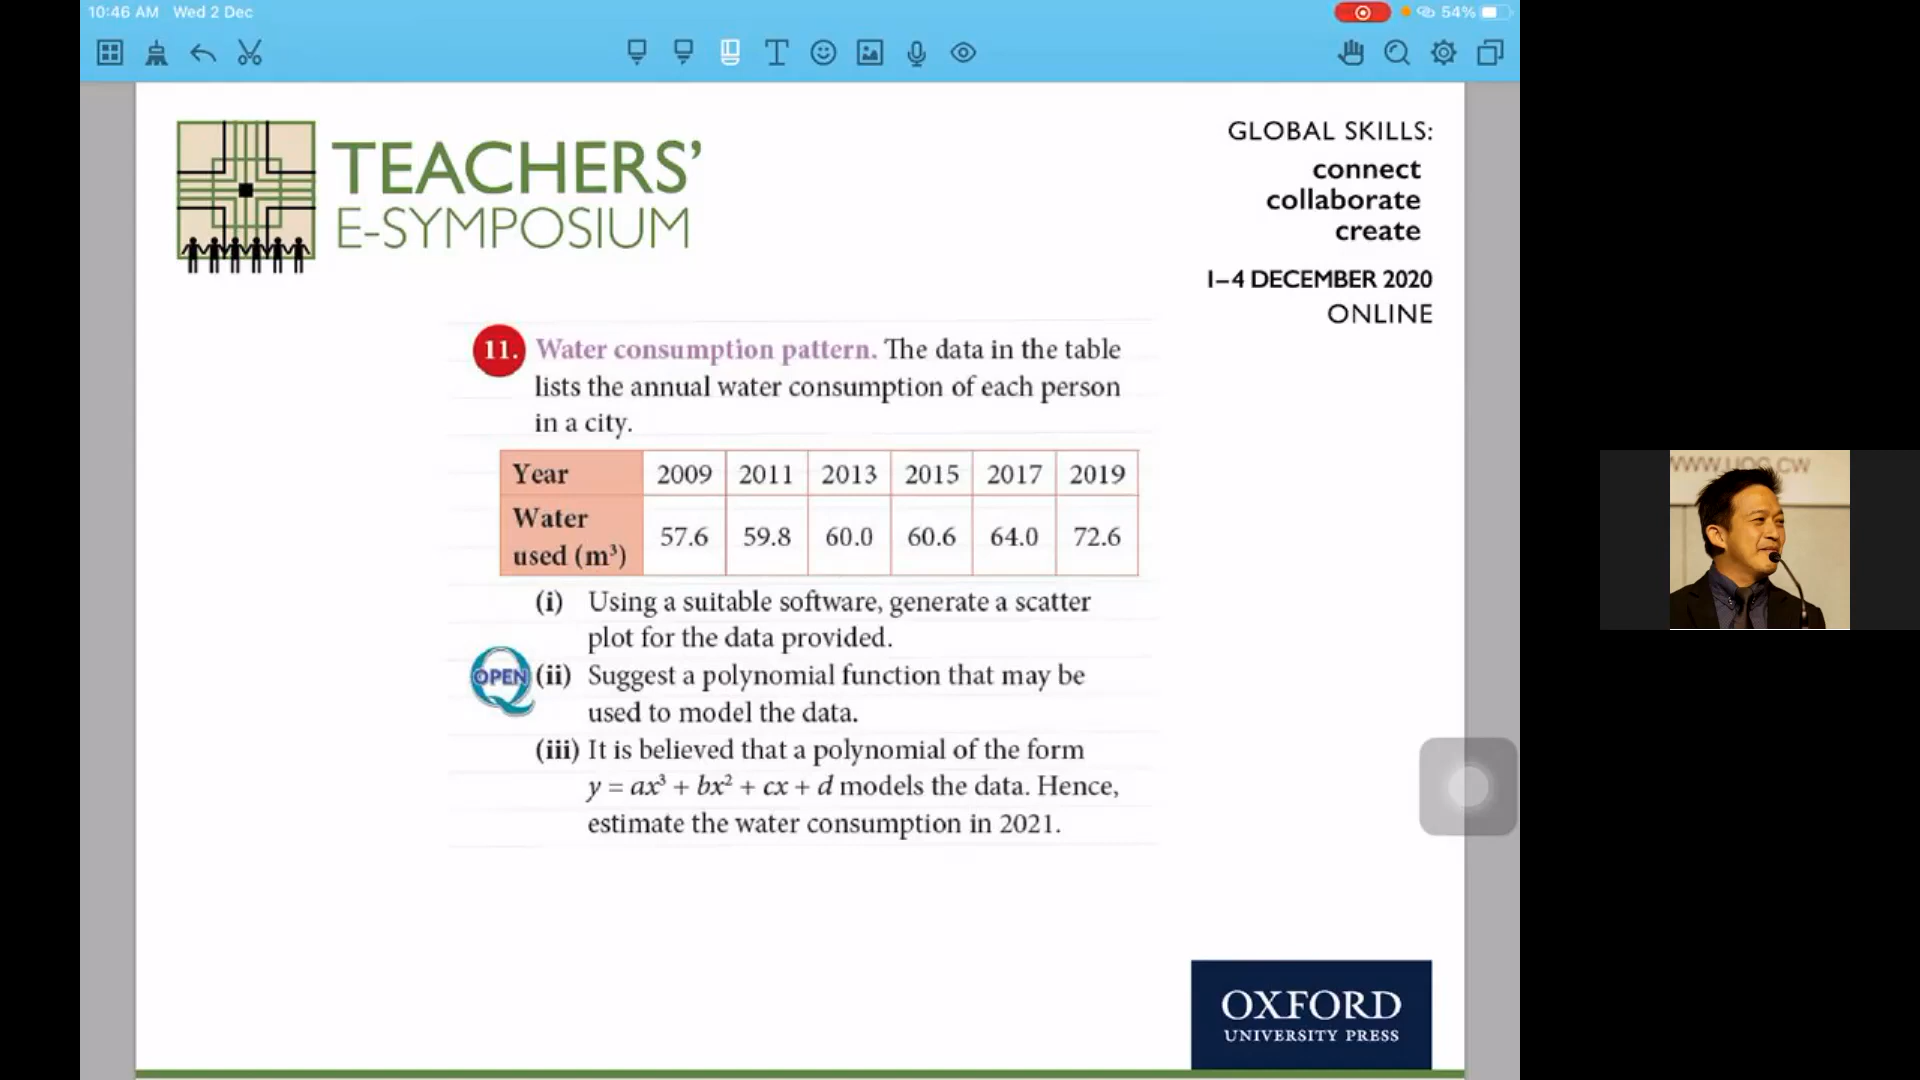 10:46 AM Wed 2 Dec
54%
TEACHERS'
E-SYMPOSIUM
GLOBAL SKILLS:
connect
collaborate
create
1–4 DECEMBER 2020
ONLINE
11. Water consumption pattern. The data in the table
lists the annual water consumption of each person
in a city.
Year 2009 2011 2013 2015 2017 2019
Water used (m³) 57.6 59.8 60.0 60.6 64.0 72.6
(i) Using a suitable software, generate a scatter
plot for the data provided.
OPEN (ii) Suggest a polynomial function that may be
used to model the data.
(iii) It is believed that a polynomial of the form
y = ax³ + bx² + cx + d models the data. Hence,
estimate the water consumption in 2021.
OXFORD
UNIVERSITY PRESS